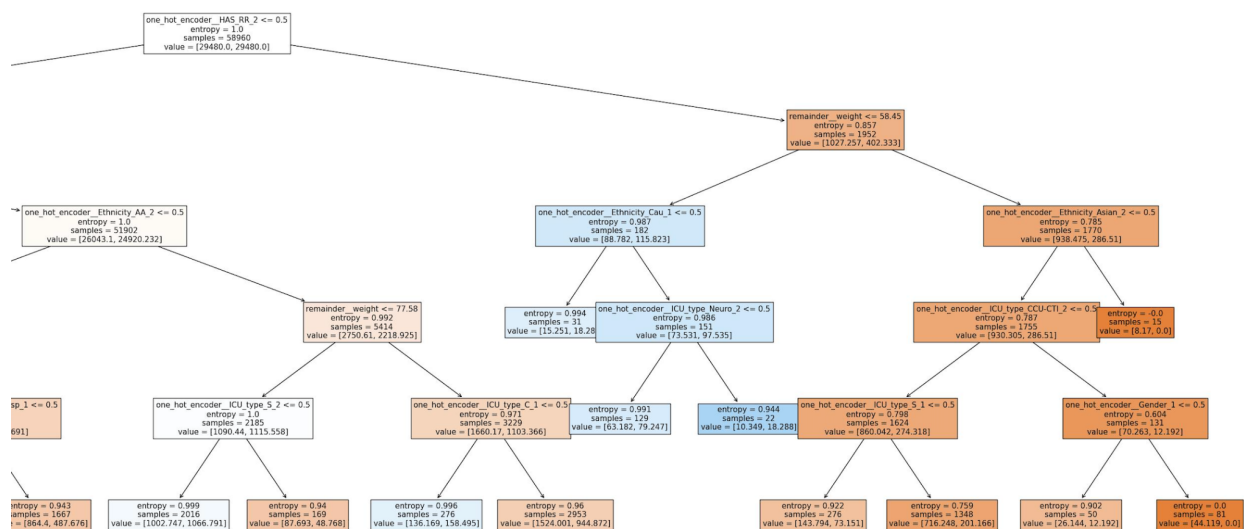 one_hot_encoder__HAS_RR_2 <= 0.5
entropy = 1.0
samples = 58960
value = [29480.0, 29480.0]
remainder__weight <= 58.45
entropy = 0.857
samples = 1952
value = [1027.257, 402.333]
one_hot_encoder__Ethnicity_AA_2 <= 0.5
entropy = 1.0
samples = 51902
value = [26043.1, 24920.232]
one_hot_encoder__Ethnicity_Cau_1 <= 0.5
entropy = 0.987
samples = 182
value = [88.782, 115.823]
one_hot_encoder__Ethnicity_Asian_2 <= 0.5
entropy = 0.785
samples = 1770
value = [938.475, 286.51]
remainder__weight <= 77.58
entropy = 0.992
samples = 5414
value = [2750.61, 2218.925]
entropy = 0.994
samples = 31
value = [15.251, 18.28
one_hot_encoder__ICU_type_Neuro_2 <= 0.5
entropy = 0.986
samples = 151
value = [73.531, 97.535]
one_hot_encoder__ICU_type_CCU-CTI_2 <= 0.5
entropy = 0.787
samples = 1755
value = [930.305, 286.51]
entropy = -0.0
samples = 15
value = [8.17, 0.0]
sp_1 <= 0.5
691]
one_hot_encoder__ICU_type_S_2 <= 0.5
entropy = 1.0
samples = 2185
value = [1090.44, 1115.558]
one_hot_encoder__ICU_type_C_1 <= 0.5
entropy = 0.971
samples = 3229
value = [1660.17, 1103.366]
entropy = 0.991
samples = 129
value = [63.182, 79.247]
entropy = 0.944
samples = 22
value = [10.349, 18.288]
one_hot_encoder__ICU_type_S_1 <= 0.5
entropy = 0.798
samples = 1624
value = [860.042, 274.318]
one_hot_encoder__Gender_1 <= 0.5
entropy = 0.604
samples = 131
value = [70.263, 12.192]
entropy = 0.943
samples = 1667
value = [864.4, 487.676]
entropy = 0.999
samples = 2016
value = [1002.747, 1066.791]
entropy = 0.94
samples = 169
value = [87.693, 48.768]
entropy = 0.996
samples = 276
value = [136.169, 158.495]
entropy = 0.96
samples = 2953
value = [1524.001, 944.872]
entropy = 0.922
samples = 276
value = [143.794, 73.151]
entropy = 0.759
samples = 1348
value = [716.248, 201.166]
entropy = 0.902
samples = 50
value = [26.144, 12.192]
entropy = 0.0
samples = 81
value = [44.119, 0.0]